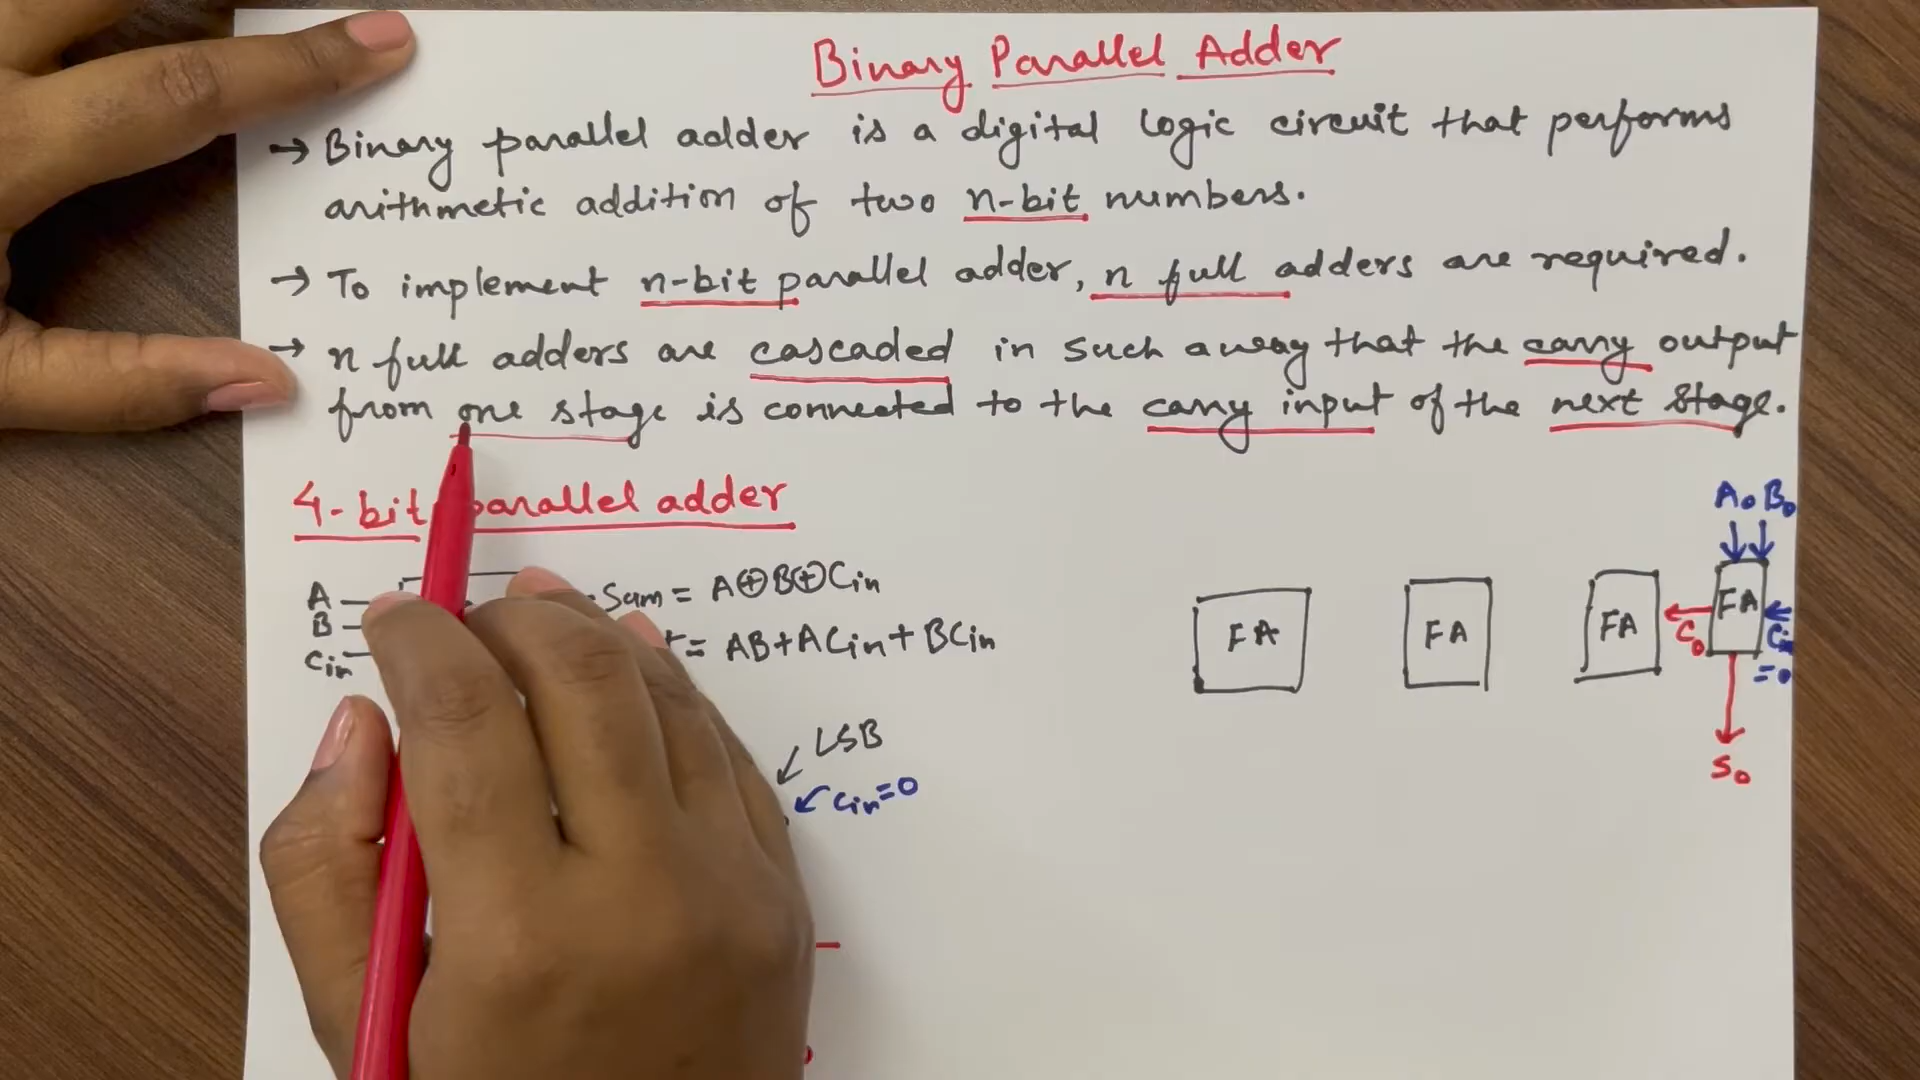 Binary Parallel Adder
→ Binary parallel adder is a digital logic circuit that performs
arithmetic addition of two n-bit numbers.
→ To implement n-bit parallel adder, n full adders are required.
→ n full adders are cascaded in such a way that the carry output
from one stage is connected to the carry input of the next stage.
4-bit parallel adder
A
B
Cin
Sum = A⊕B⊕Cin
= AB+ACin+BCin
LSB
Cin=0
A0 B0
FA FA FA FA
C0
Cin
=0
S0